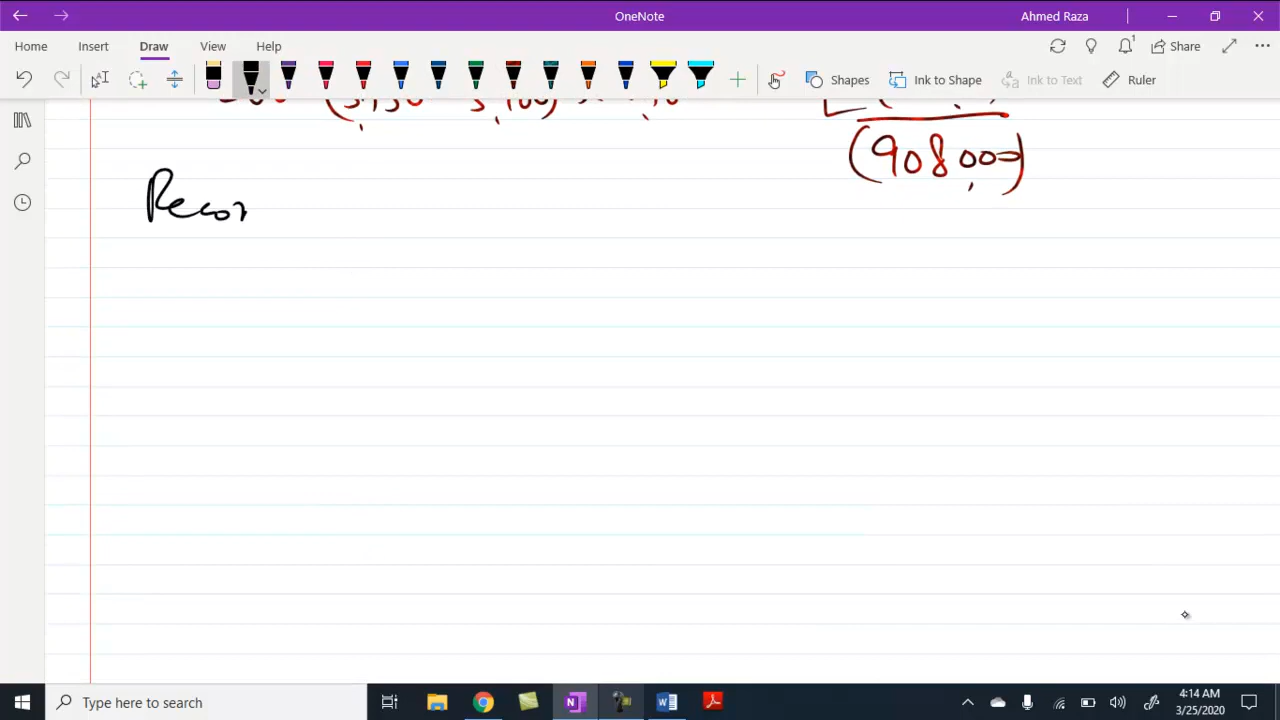 OneNote
Ahmed Raza
Home Insert Draw View Help
Share
Shapes Ink to Shape Ink to Text Ruler
(908,000)
Recon
Type here to search
4:14 AM
3/25/2020